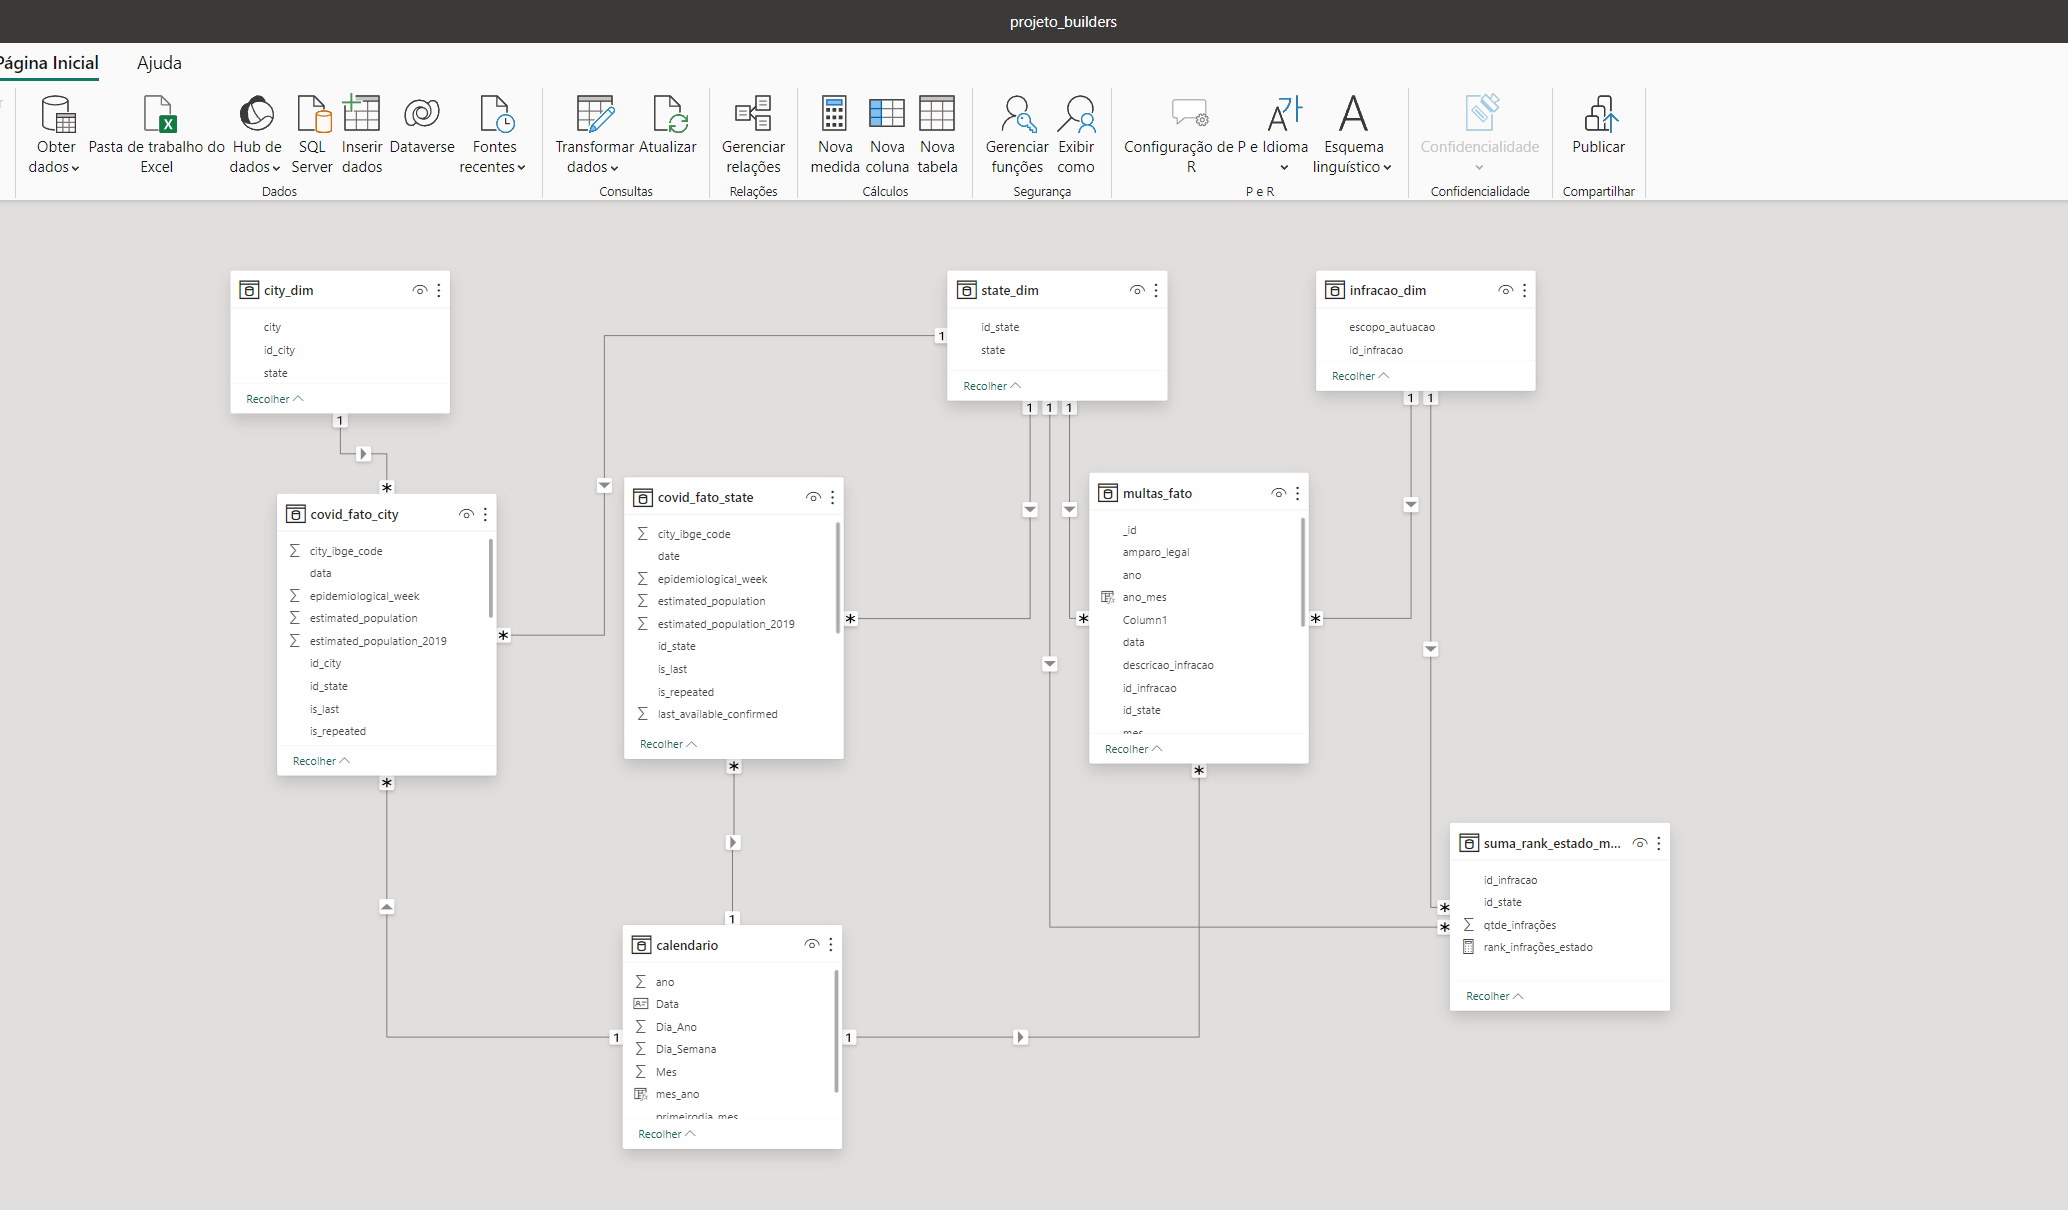 projeto_builders
Página Inicial
Ajuda
Obter dados
Pasta de trabalho do Excel
Hub de dados
SQL Server
Inserir dados
Dataverse
Fontes recentes
Dados
Transformar dados
Atualizar
Consultas
Gerenciar relações
Relações
Nova medida
Nova coluna
Nova tabela
Cálculos
Gerenciar funções
Exibir como
Segurança
Configuração de P e R
Idioma
Esquema linguístico
P e R
Confidencialidade
Confidencialidade
Publicar
Compartilhar
city_dim
city
id_city
state
Recolher
1
*
state_dim
id_state
state
Recolher
1
1
1
1
infracao_dim
escopo_autuacao
id_infracao
Recolher
1
1
covid_fato_city
city_ibge_code
data
epidemiological_week
estimated_population
estimated_population_2019
id_city
id_state
is_last
is_repeated
Recolher
*
*
covid_fato_state
city_ibge_code
date
epidemiological_week
estimated_population
estimated_population_2019
id_state
is_last
is_repeated
last_available_confirmed
Recolher
*
*
multas_fato
_id
amparo_legal
ano
ano_mes
Column1
data
descricao_infracao
id_infracao
id_state
mes
Recolher
*
*
*
calendario
ano
Data
Dia_Ano
Dia_Semana
Mes
mes_ano
primeirodia_mes
Recolher
1
1
1
suma_rank_estado_m...
id_infracao
id_state
qtde_infrações
rank_infrações_estado
Recolher
*
*